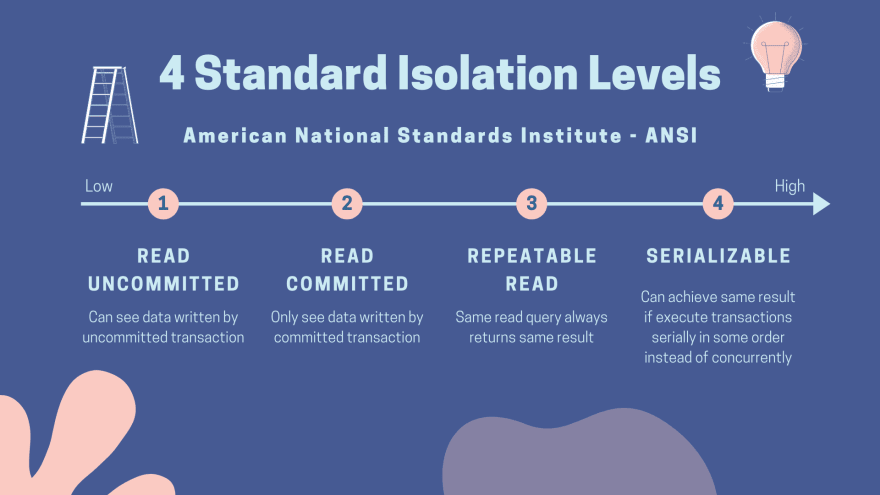 4 Standard Isolation Levels
American National Standards Institute - ANSI
Low
High
1
2
3
4
READ
UNCOMMITTED
Can see data written by
uncommitted transaction
READ
COMMITTED
Only see data written by
committed transaction
REPEATABLE
READ
Same read query always
returns same result
SERIALIZABLE
Can achieve same result
if execute transactions
serially in some order
instead of concurrently